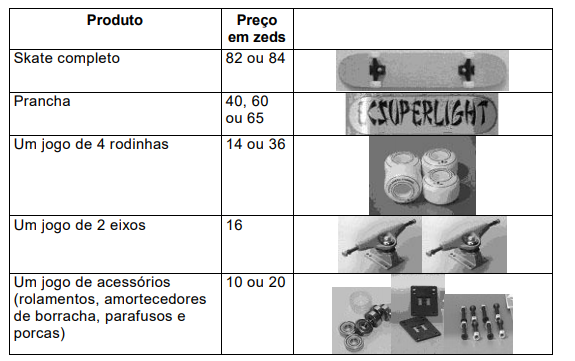 Produto
Preço
em zeds
Skate completo
82 ou 84
Prancha
40, 60
ou 65
SUPERLIGHT
Um jogo de 4 rodinhas
14 ou 36
Um jogo de 2 eixos
16
Um jogo de acessórios
(rolamentos, amortecedores
de borracha, parafusos e
porcas)
10 ou 20